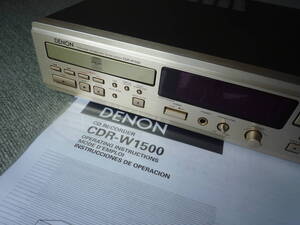 DENON
DENON
CD RECORDER
CDR-W1500
OPERATING INSTRUCTIONS
MODE D'EMPLOI
INSTRUCCIONES DE OPERACION